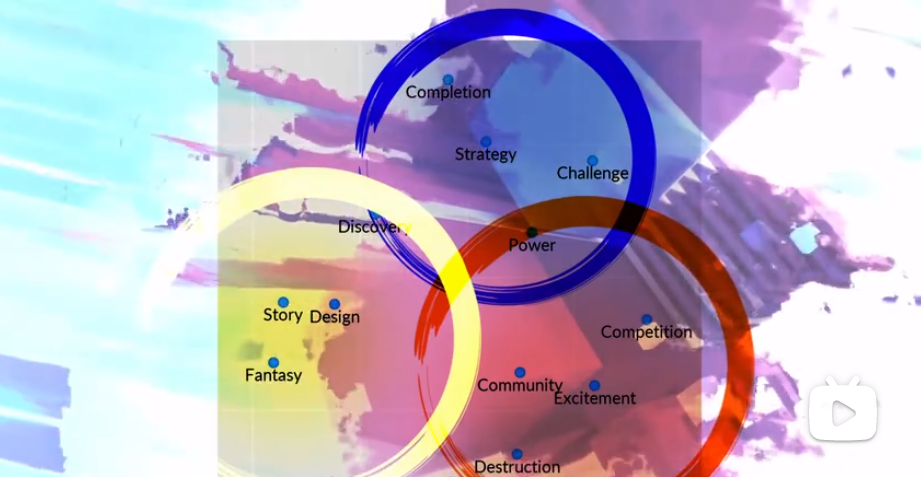 Completion
Strategy
Challenge
Discovery
Power
Story
Design
Competition
Fantasy
Community
Excitement
Destruction